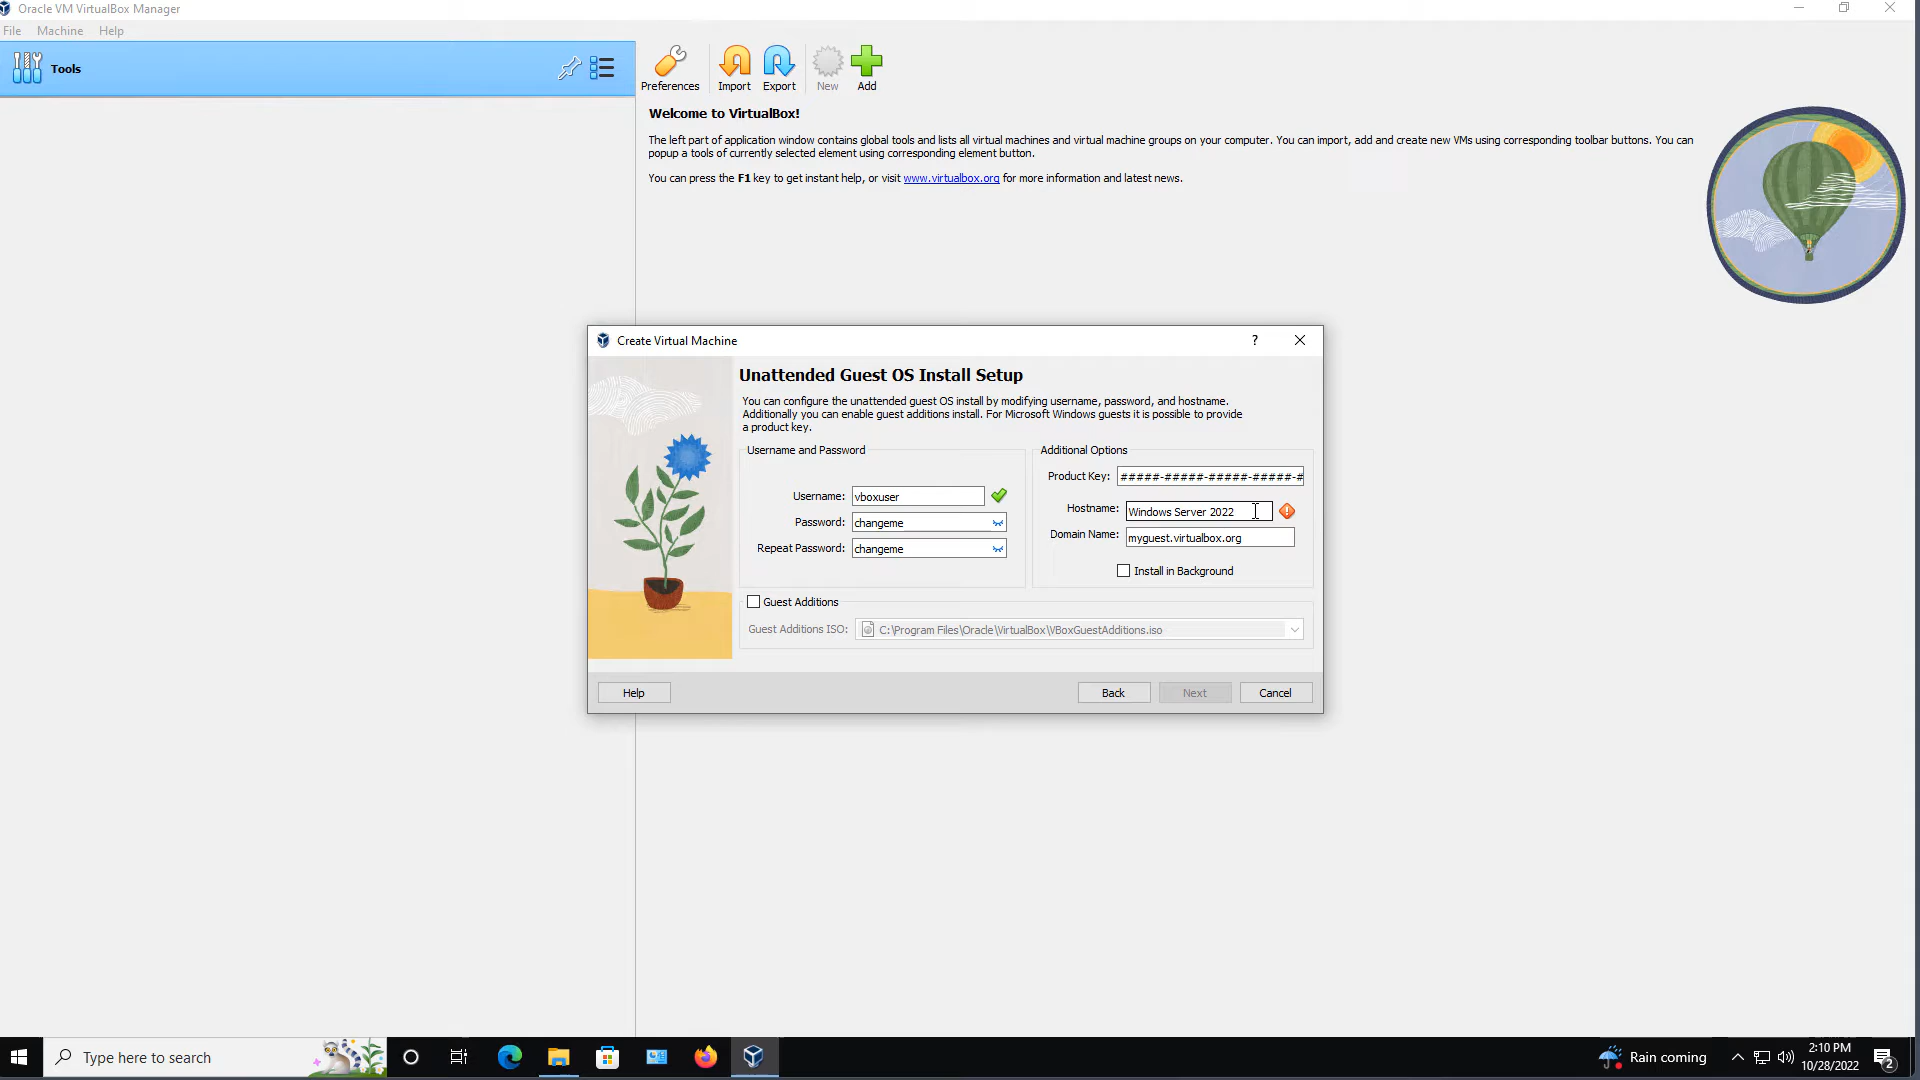 Oracle VM VirtualBox Manager
File Machine Help
Tools
Preferences
Import
Export
New
Add
Welcome to VirtualBox!
The left part of application window contains global tools and lists all virtual machines and virtual machine groups on your computer. You can import, add and create new VMs using corresponding toolbar buttons. You can
popup a tools of currently selected element using corresponding element button.
You can press the F1 key to get instant help, or visit www.virtualbox.org for more information and latest news.
Create Virtual Machine
?
Unattended Guest OS Install Setup
You can configure the unattended guest OS install by modifying username, password, and hostname.
Additionally you can enable guest additions install. For Microsoft Windows guests it is possible to provide
a product key.
Username and Password
Username: vboxuser
Password: changeme
Repeat Password: changeme
Additional Options
Product Key: #####-#####-#####-#####-#
Hostname: Windows Server 2022
Domain Name: myguest.virtualbox.org
Install in Background
Guest Additions
Guest Additions ISO: C:\Program Files\Oracle\VirtualBox\VBoxGuestAdditions.iso
Help
Back
Next
Cancel
Type here to search
Rain coming
2:10 PM
10/28/2022
2